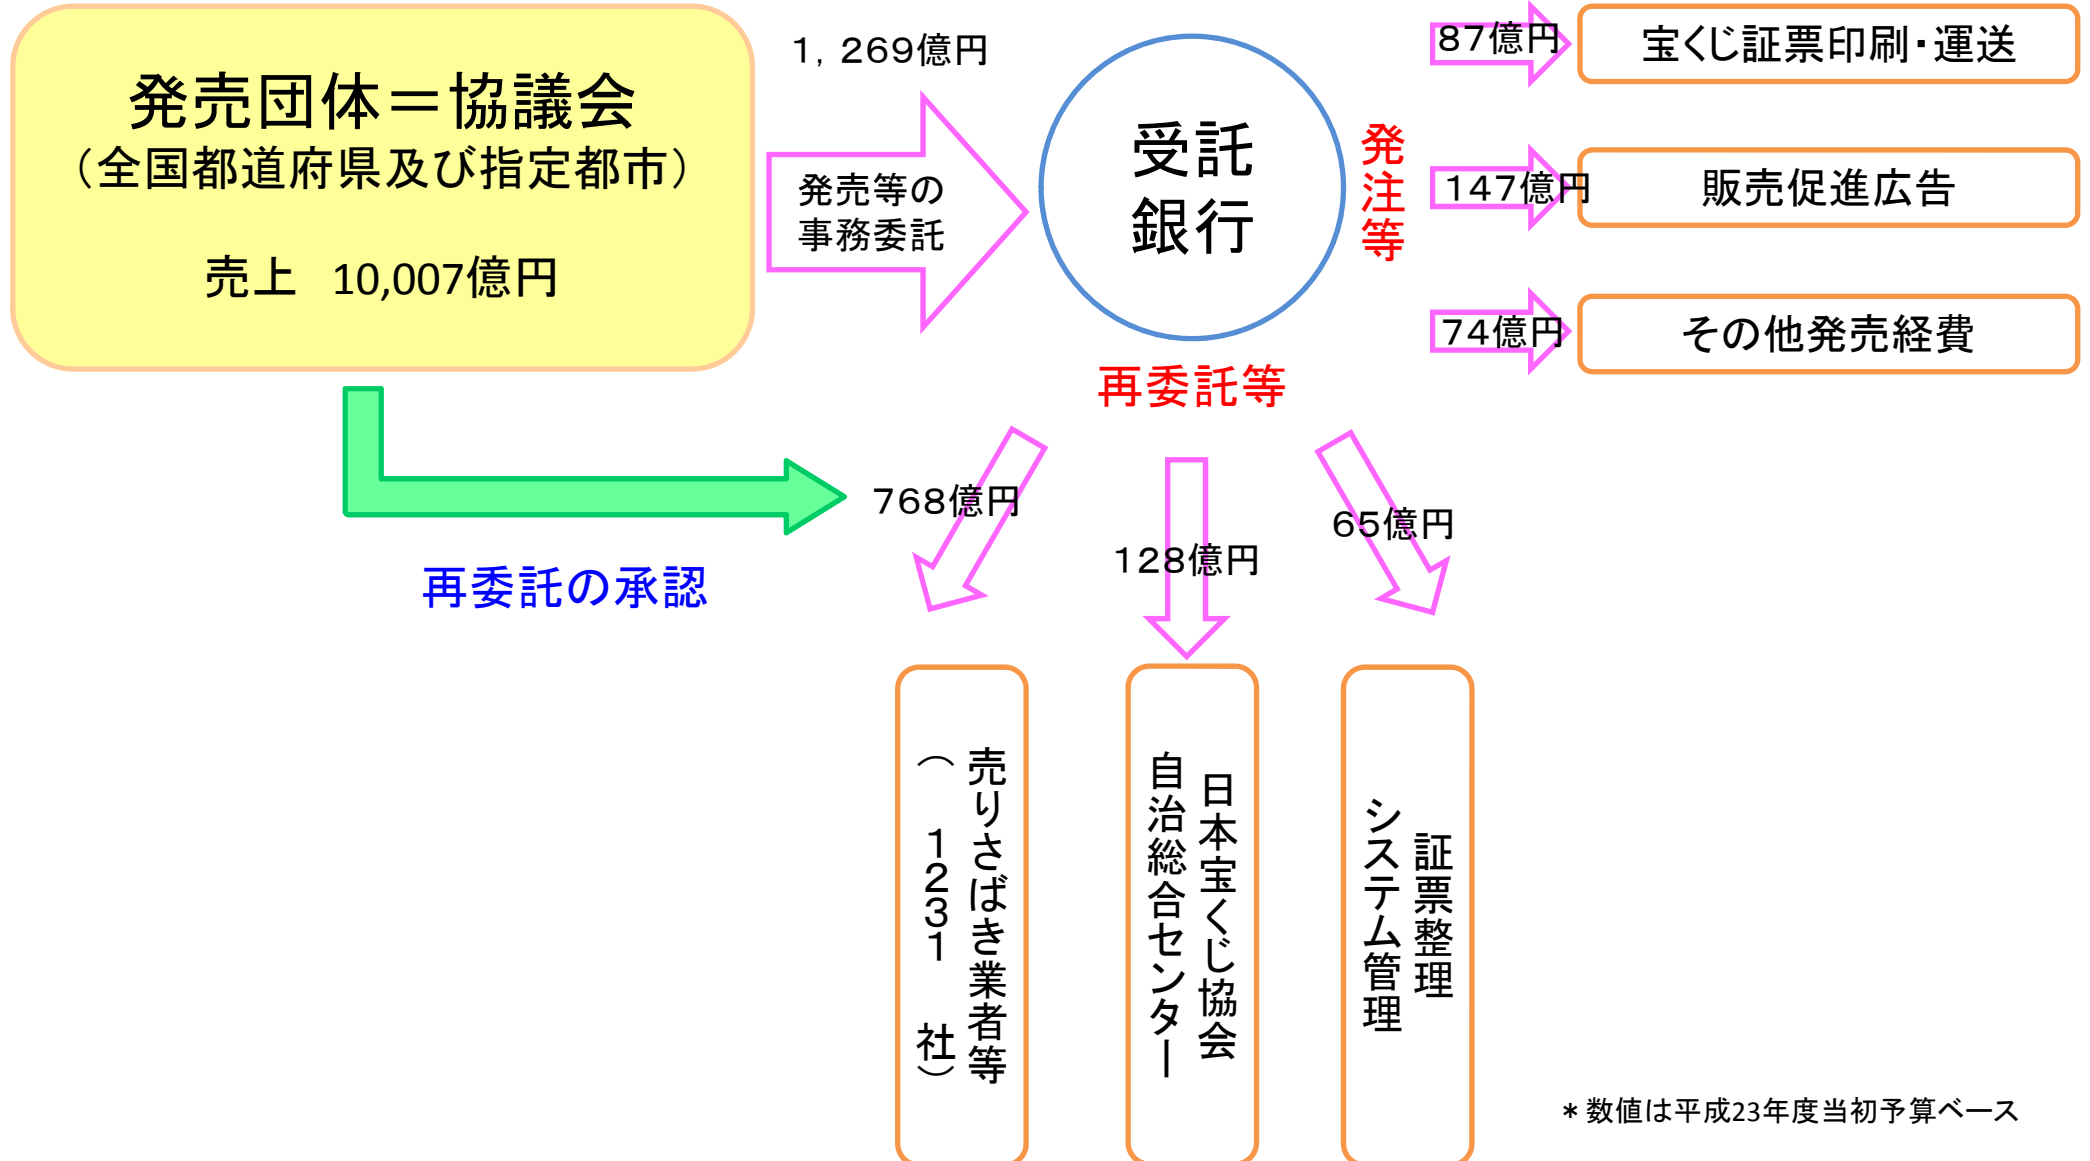 発売団体＝協議会
（全国都道府県及び指定都市）
売上　10,007億円
1，269億円
発売等の
事務委託
受託
銀行
発注等
87億円
宝くじ証票印刷・運送
147億円
販売促進広告
74億円
その他発売経費
再委託等
再委託の承認
768億円
128億円
65億円
売りさばき業者等
（　1231　社）
日本宝くじ協会
自治総合センター
証票整理
システム管理
＊数値は平成23年度当初予算ベース